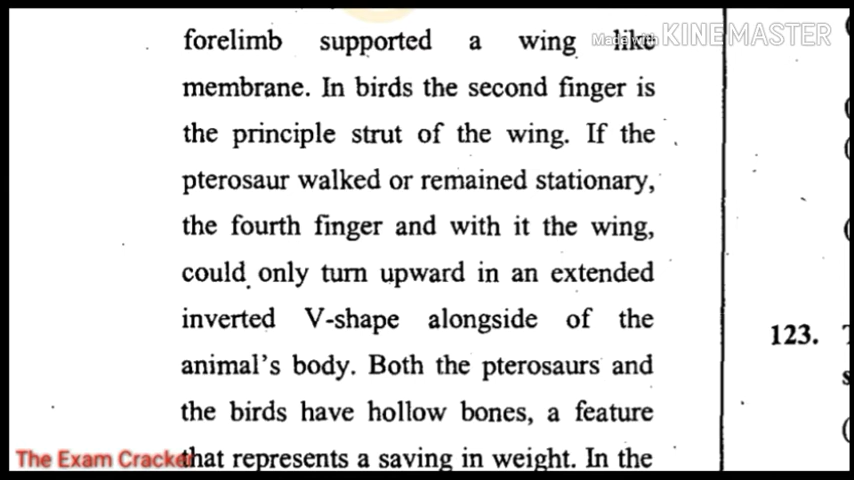 forelimb supported a wing like
Made with KINEMASTER
membrane. In birds the second finger is
the principle strut of the wing. If the
pterosaur walked or remained stationary,
the fourth finger and with it the wing,
could only turn upward in an extended
inverted V-shape alongside of the
123.
animal's body. Both the pterosaurs and
the birds have hollow bones, a feature
The Exam Cracker
that represents a saving in weight. In the